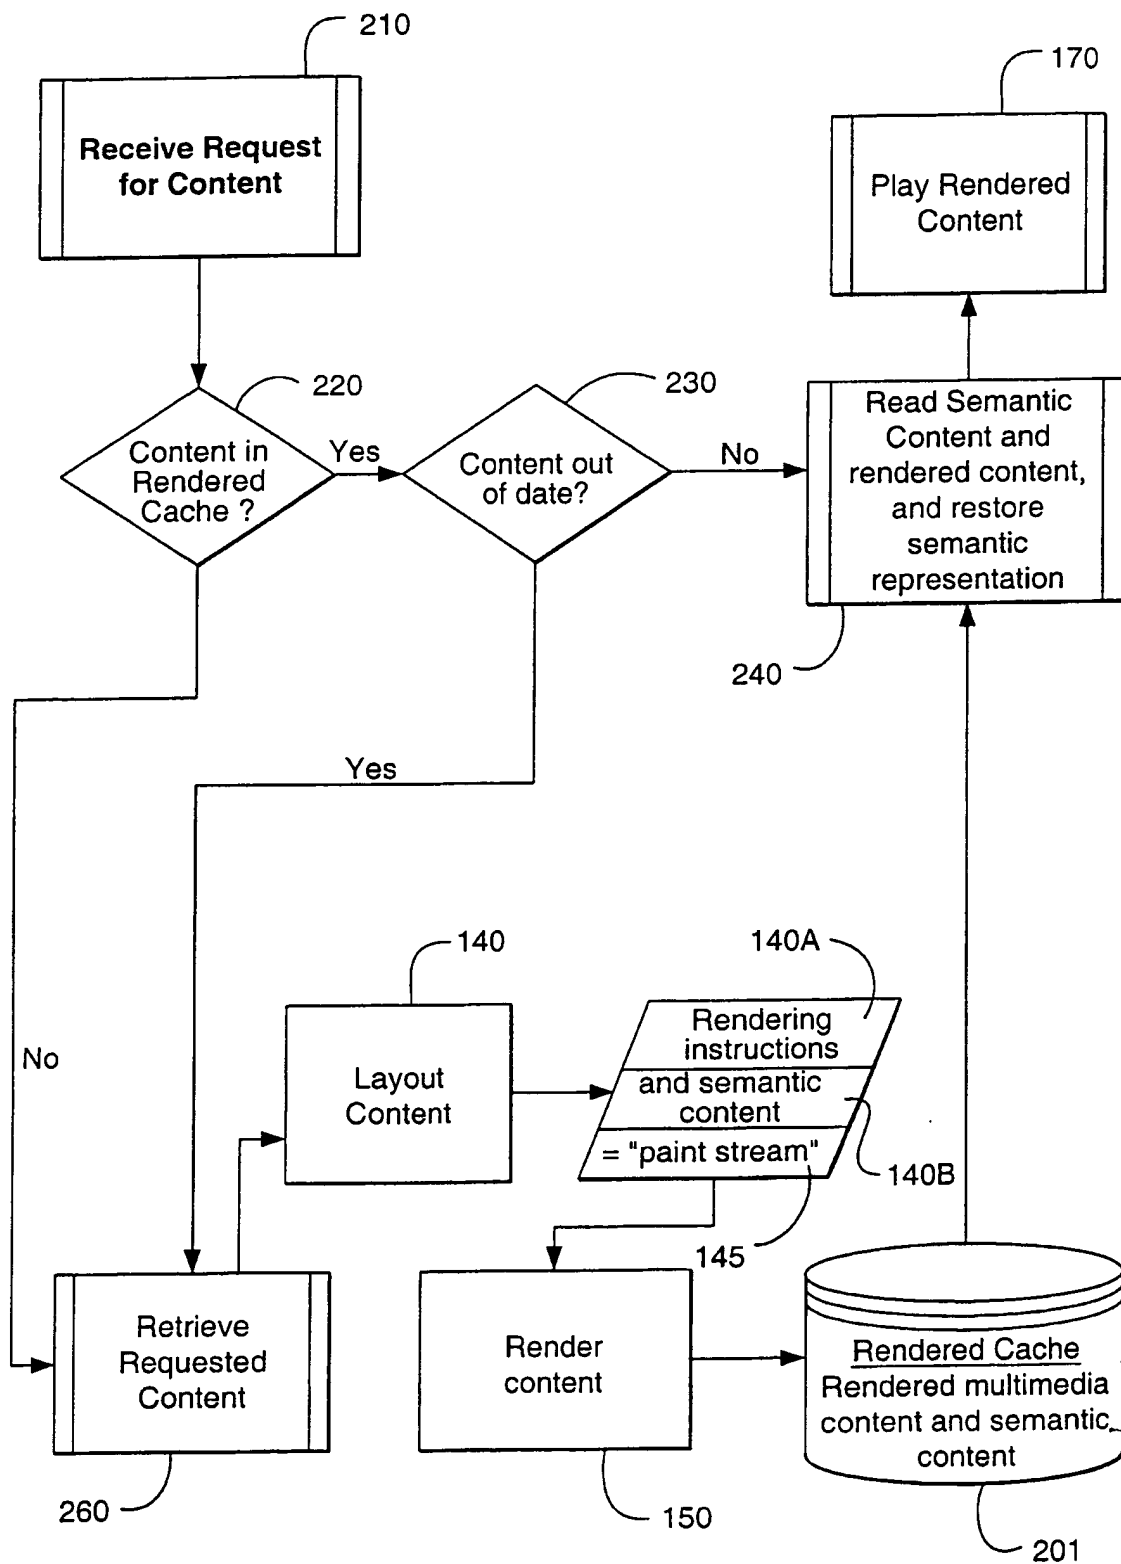 210
Receive Request
for Content
170
Play Rendered
Content
220
Content in
Rendered
Cache ?
Yes
230
Content out
of date?
No
Read Semantic
Content and
rendered content,
and restore
semantic
representation
240
Yes
No
140
Layout
Content
140A
Rendering
instructions
and semantic
content
= "paint stream"
140B
145
Retrieve
Requested
Content
260
Render
content
150
Rendered Cache
Rendered multimedia
content and semantic
content
201